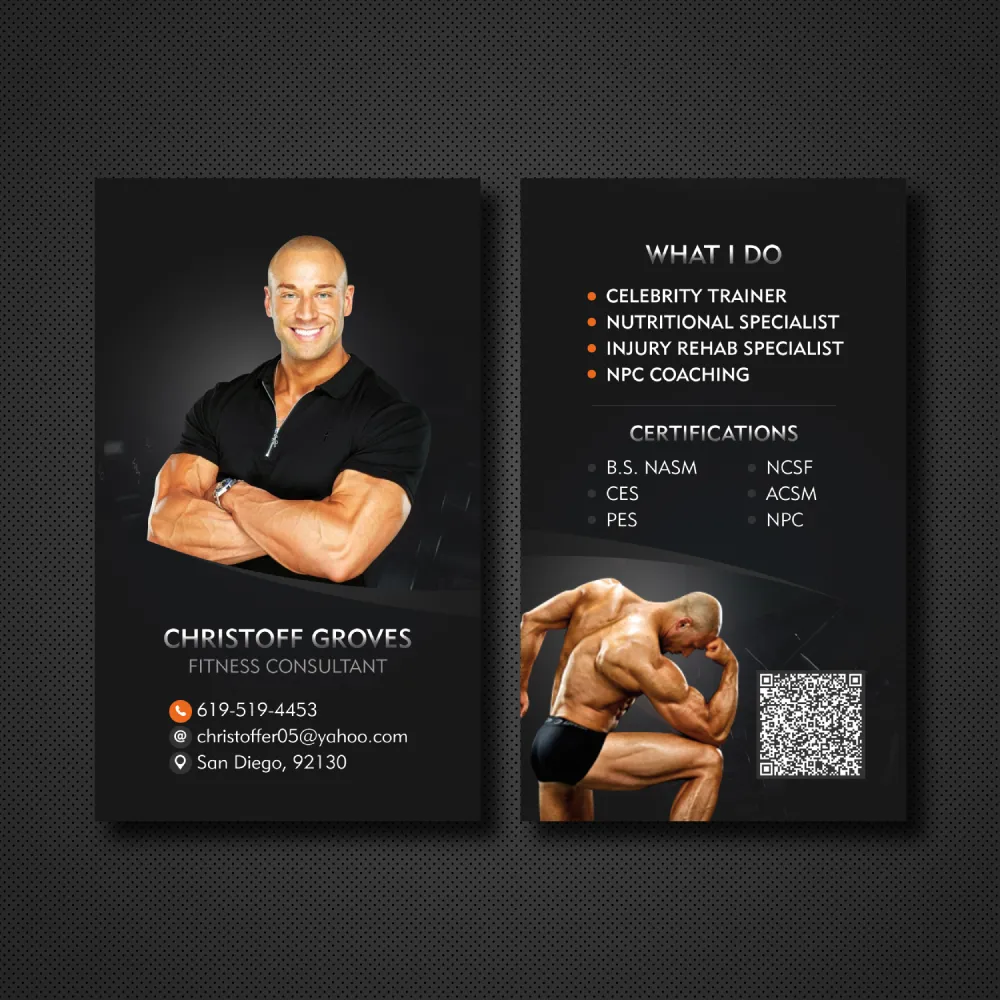 CHRISTOFF GROVES
FITNESS CONSULTANT
619-519-4453
christoffer05@yahoo.com
San Diego, 92130
WHAT I DO
CELEBRITY TRAINER
NUTRITIONAL SPECIALIST
INJURY REHAB SPECIALIST
NPC COACHING
CERTIFICATIONS
B.S. NASM
CES
PES
NCSF
ACSM
NPC